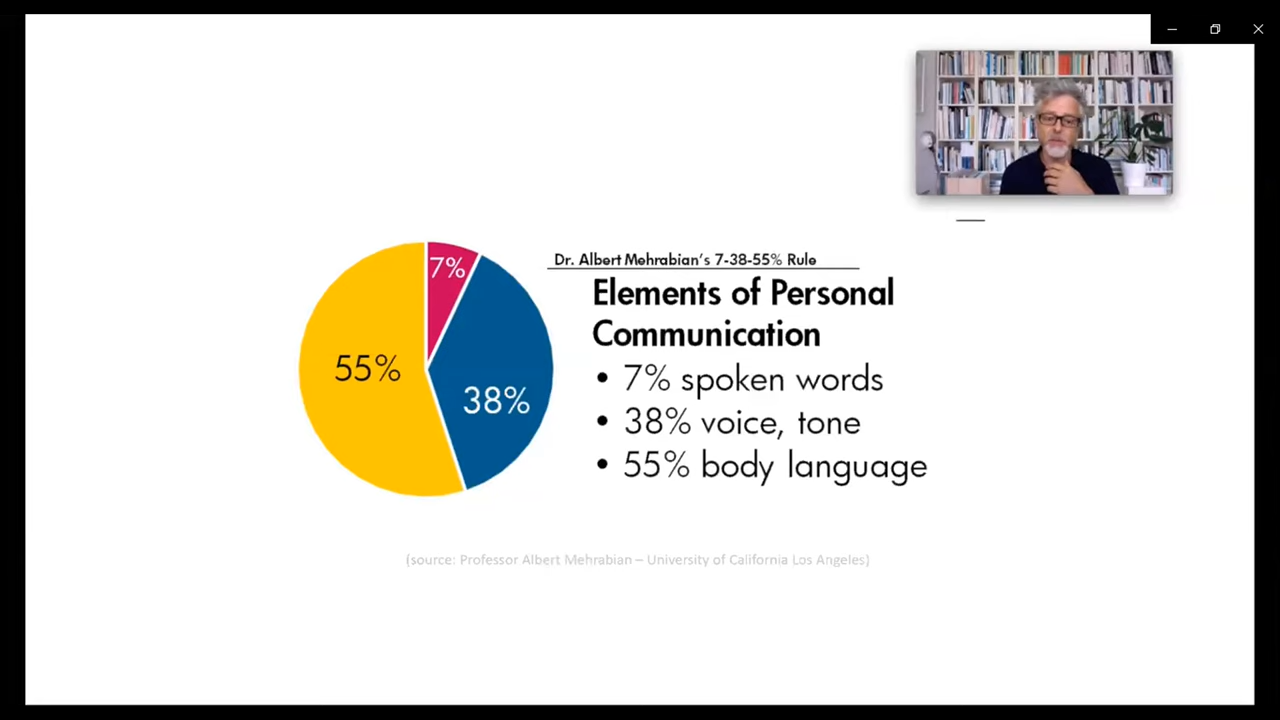 Dr. Albert Mehrabian's 7-38-55% Rule
Elements of Personal
Communication
• 7% spoken words
• 38% voice, tone
• 55% body language
7%
55%
38%
(source: Professor Albert Mehrabian – University of California Los Angeles)